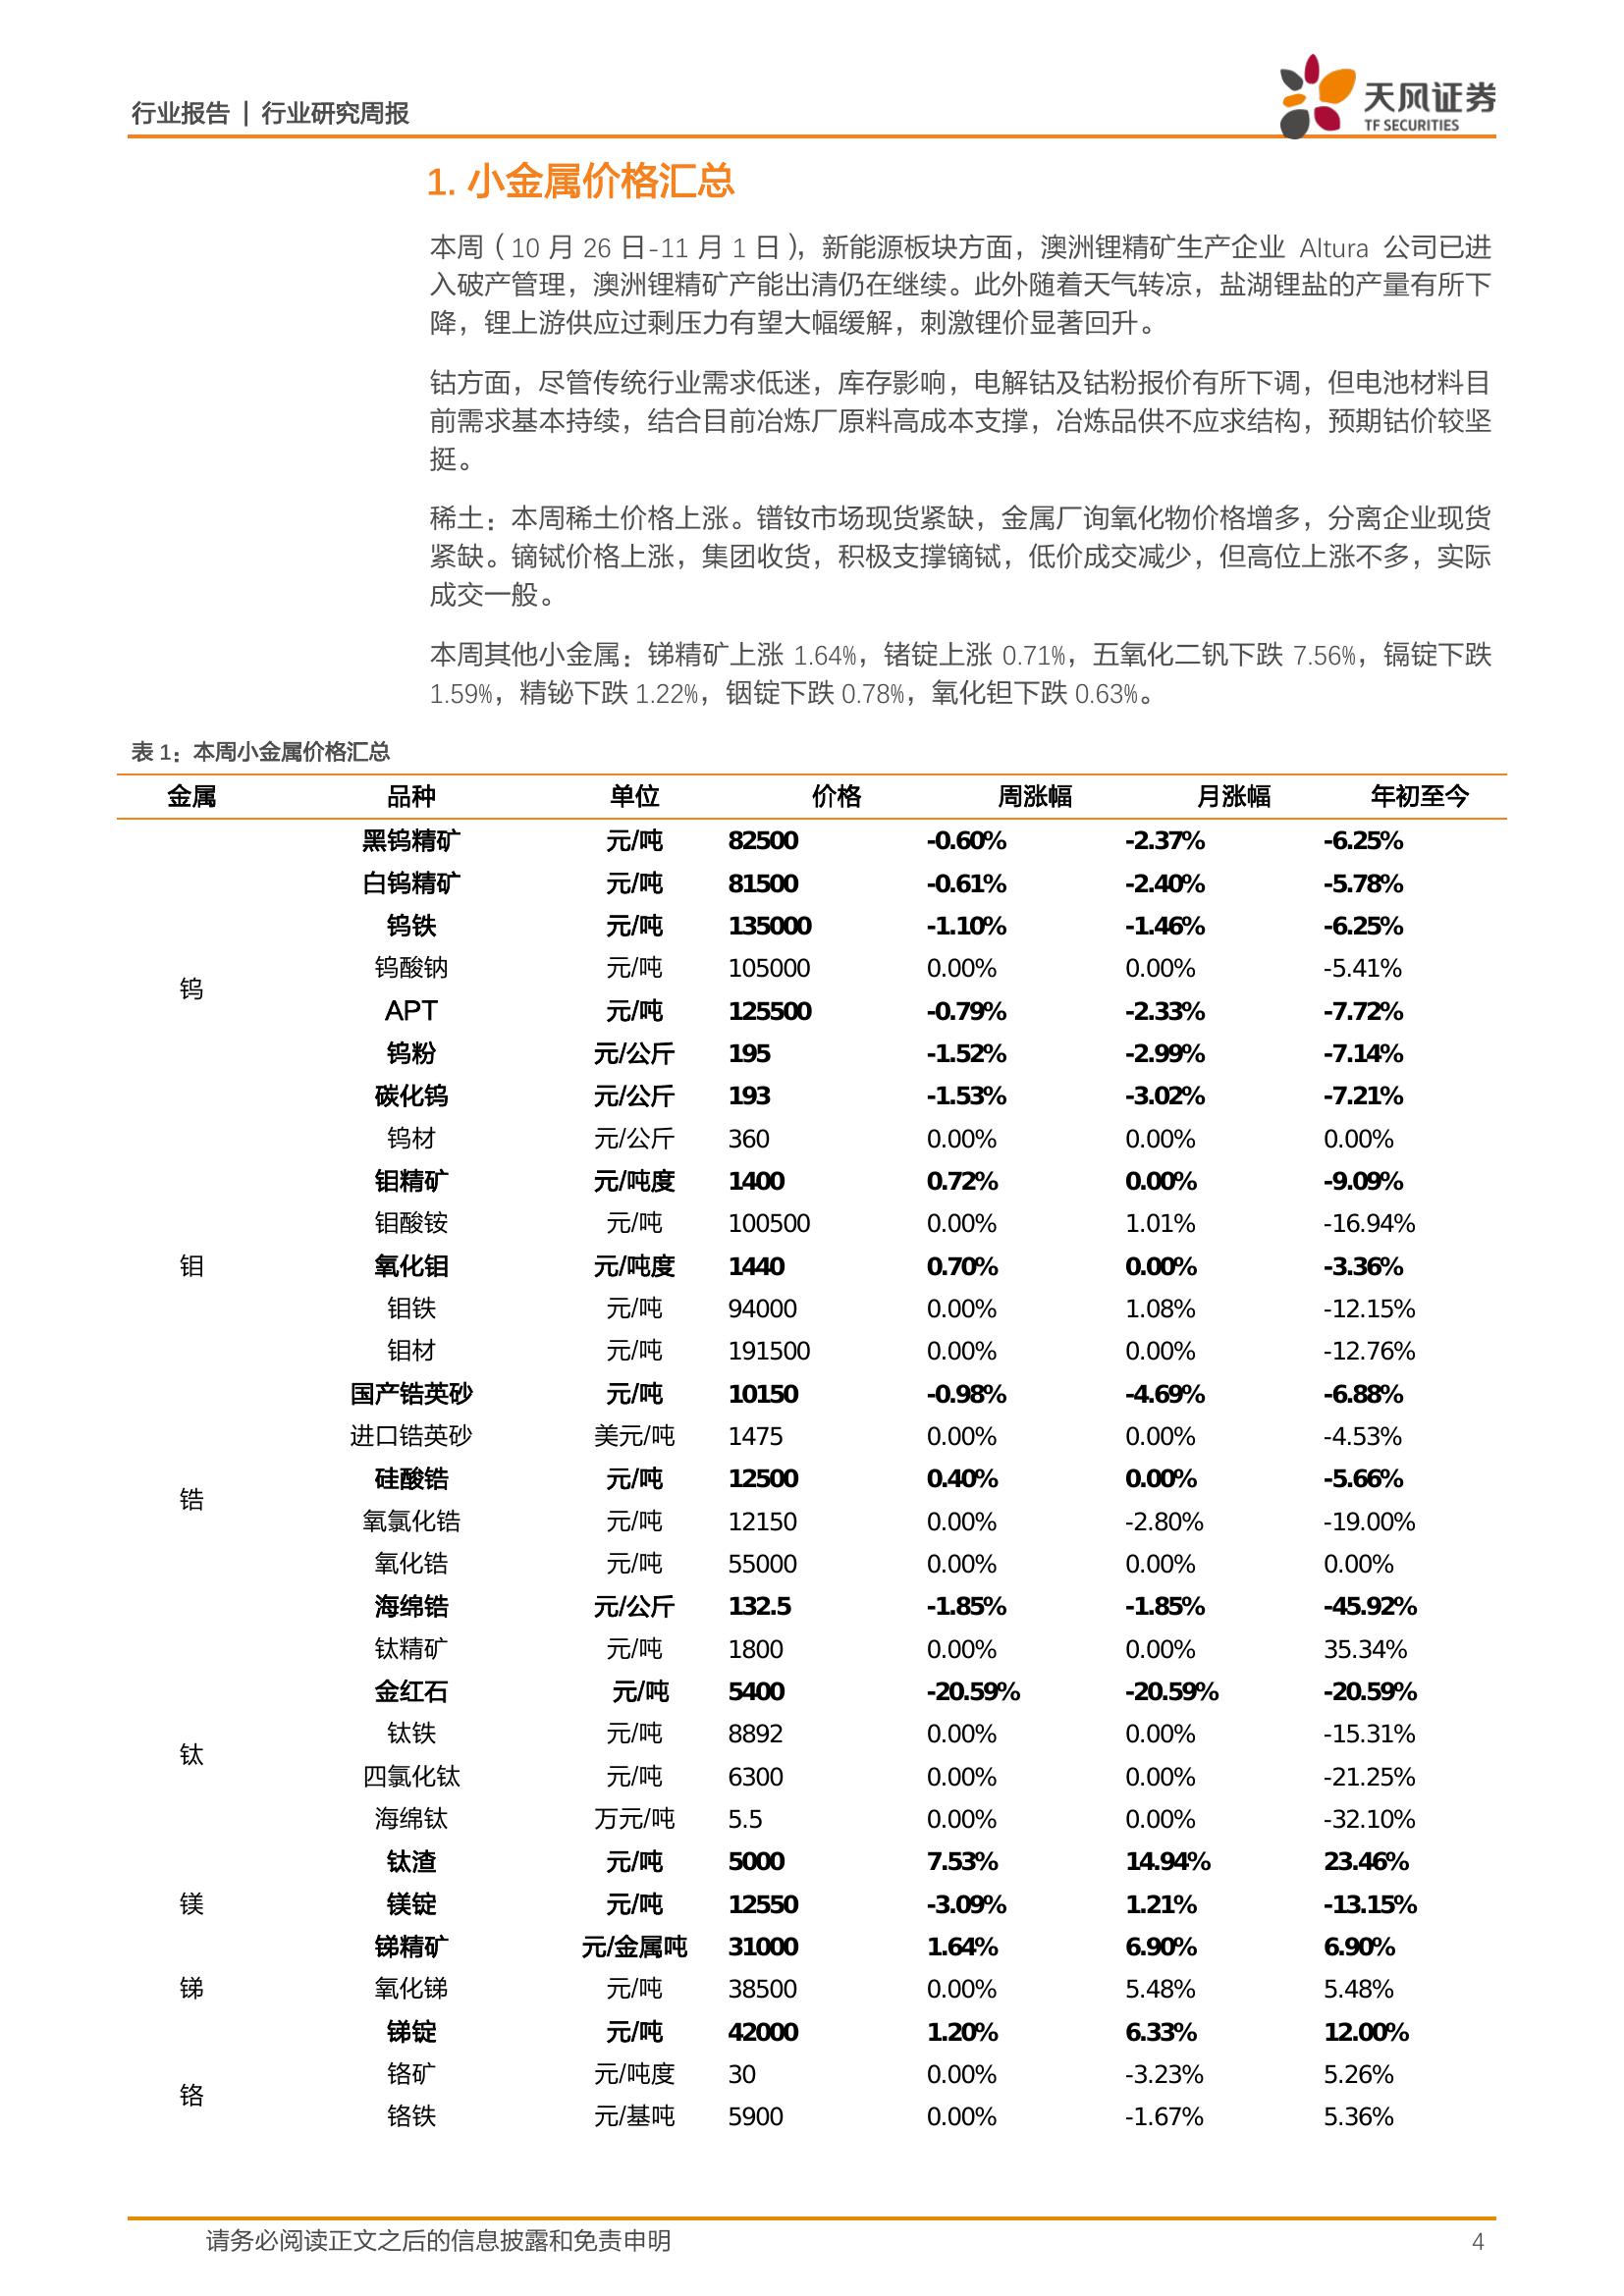 行业报告 | 行业研究周报
天风证券
TF SECURITIES
1. 小金属价格汇总
本周（10 月 26 日-11 月 1 日），新能源板块方面，澳洲锂精矿生产企业 Altura 公司已进
入破产管理，澳洲锂精矿产能出清仍在继续。此外随着天气转凉，盐湖锂盐的产量有所下
降，锂上游供应过剩压力有望大幅缓解，刺激锂价显著回升。
钴方面，尽管传统行业需求低迷，库存影响，电解钴及钴粉报价有所下调，但电池材料目
前需求基本持续，结合目前冶炼厂原料高成本支撑，冶炼品供不应求结构，预期钴价较坚
挺。
稀土：本周稀土价格上涨。镨钕市场现货紧缺，金属厂询氧化物价格增多，分离企业现货
紧缺。镝铽价格上涨，集团收货，积极支撑镝铽，低价成交减少，但高位上涨不多，实际
成交一般。
本周其他小金属：锑精矿上涨 1.64%，锗锭上涨 0.71%，五氧化二钒下跌 7.56%，镉锭下跌
1.59%，精铋下跌 1.22%，铟锭下跌 0.78%，氧化钽下跌 0.63%。
表 1：本周小金属价格汇总
金属 品种 单位 价格 周涨幅 月涨幅 年初至今
黑钨精矿 元/吨 82500 -0.60% -2.37% -6.25%
白钨精矿 元/吨 81500 -0.61% -2.40% -5.78%
钨铁 元/吨 135000 -1.10% -1.46% -6.25%
钨 钨酸钠 元/吨 105000 0.00% 0.00% -5.41%
APT 元/吨 125500 -0.79% -2.33% -7.72%
钨粉 元/公斤 195 -1.52% -2.99% -7.14%
碳化钨 元/公斤 193 -1.53% -3.02% -7.21%
钨材 元/公斤 360 0.00% 0.00% 0.00%
钼精矿 元/吨度 1400 0.72% 0.00% -9.09%
钼酸铵 元/吨 100500 0.00% 1.01% -16.94%
钼 氧化钼 元/吨度 1440 0.70% 0.00% -3.36%
钼铁 元/吨 94000 0.00% 1.08% -12.15%
钼材 元/吨 191500 0.00% 0.00% -12.76%
国产锆英砂 元/吨 10150 -0.98% -4.69% -6.88%
进口锆英砂 美元/吨 1475 0.00% 0.00% -4.53%
锆 硅酸锆 元/吨 12500 0.40% 0.00% -5.66%
氧氯化锆 元/吨 12150 0.00% -2.80% -19.00%
氧化锆 元/吨 55000 0.00% 0.00% 0.00%
海绵锆 元/公斤 132.5 -1.85% -1.85% -45.92%
钛精矿 元/吨 1800 0.00% 0.00% 35.34%
金红石 元/吨 5400 -20.59% -20.59% -20.59%
钛 钛铁 元/吨 8892 0.00% 0.00% -15.31%
四氯化钛 元/吨 6300 0.00% 0.00% -21.25%
海绵钛 万元/吨 5.5 0.00% 0.00% -32.10%
钛渣 元/吨 5000 7.53% 14.94% 23.46%
镁 镁锭 元/吨 12550 -3.09% 1.21% -13.15%
锑精矿 元/金属吨 31000 1.64% 6.90% 6.90%
锑 氧化锑 元/吨 38500 0.00% 5.48% 5.48%
锑锭 元/吨 42000 1.20% 6.33% 12.00%
铬 铬矿 元/吨度 30 0.00% -3.23% 5.26%
铬铁 元/基吨 5900 0.00% -1.67% 5.36%
请务必阅读正文之后的信息披露和免责申明 4